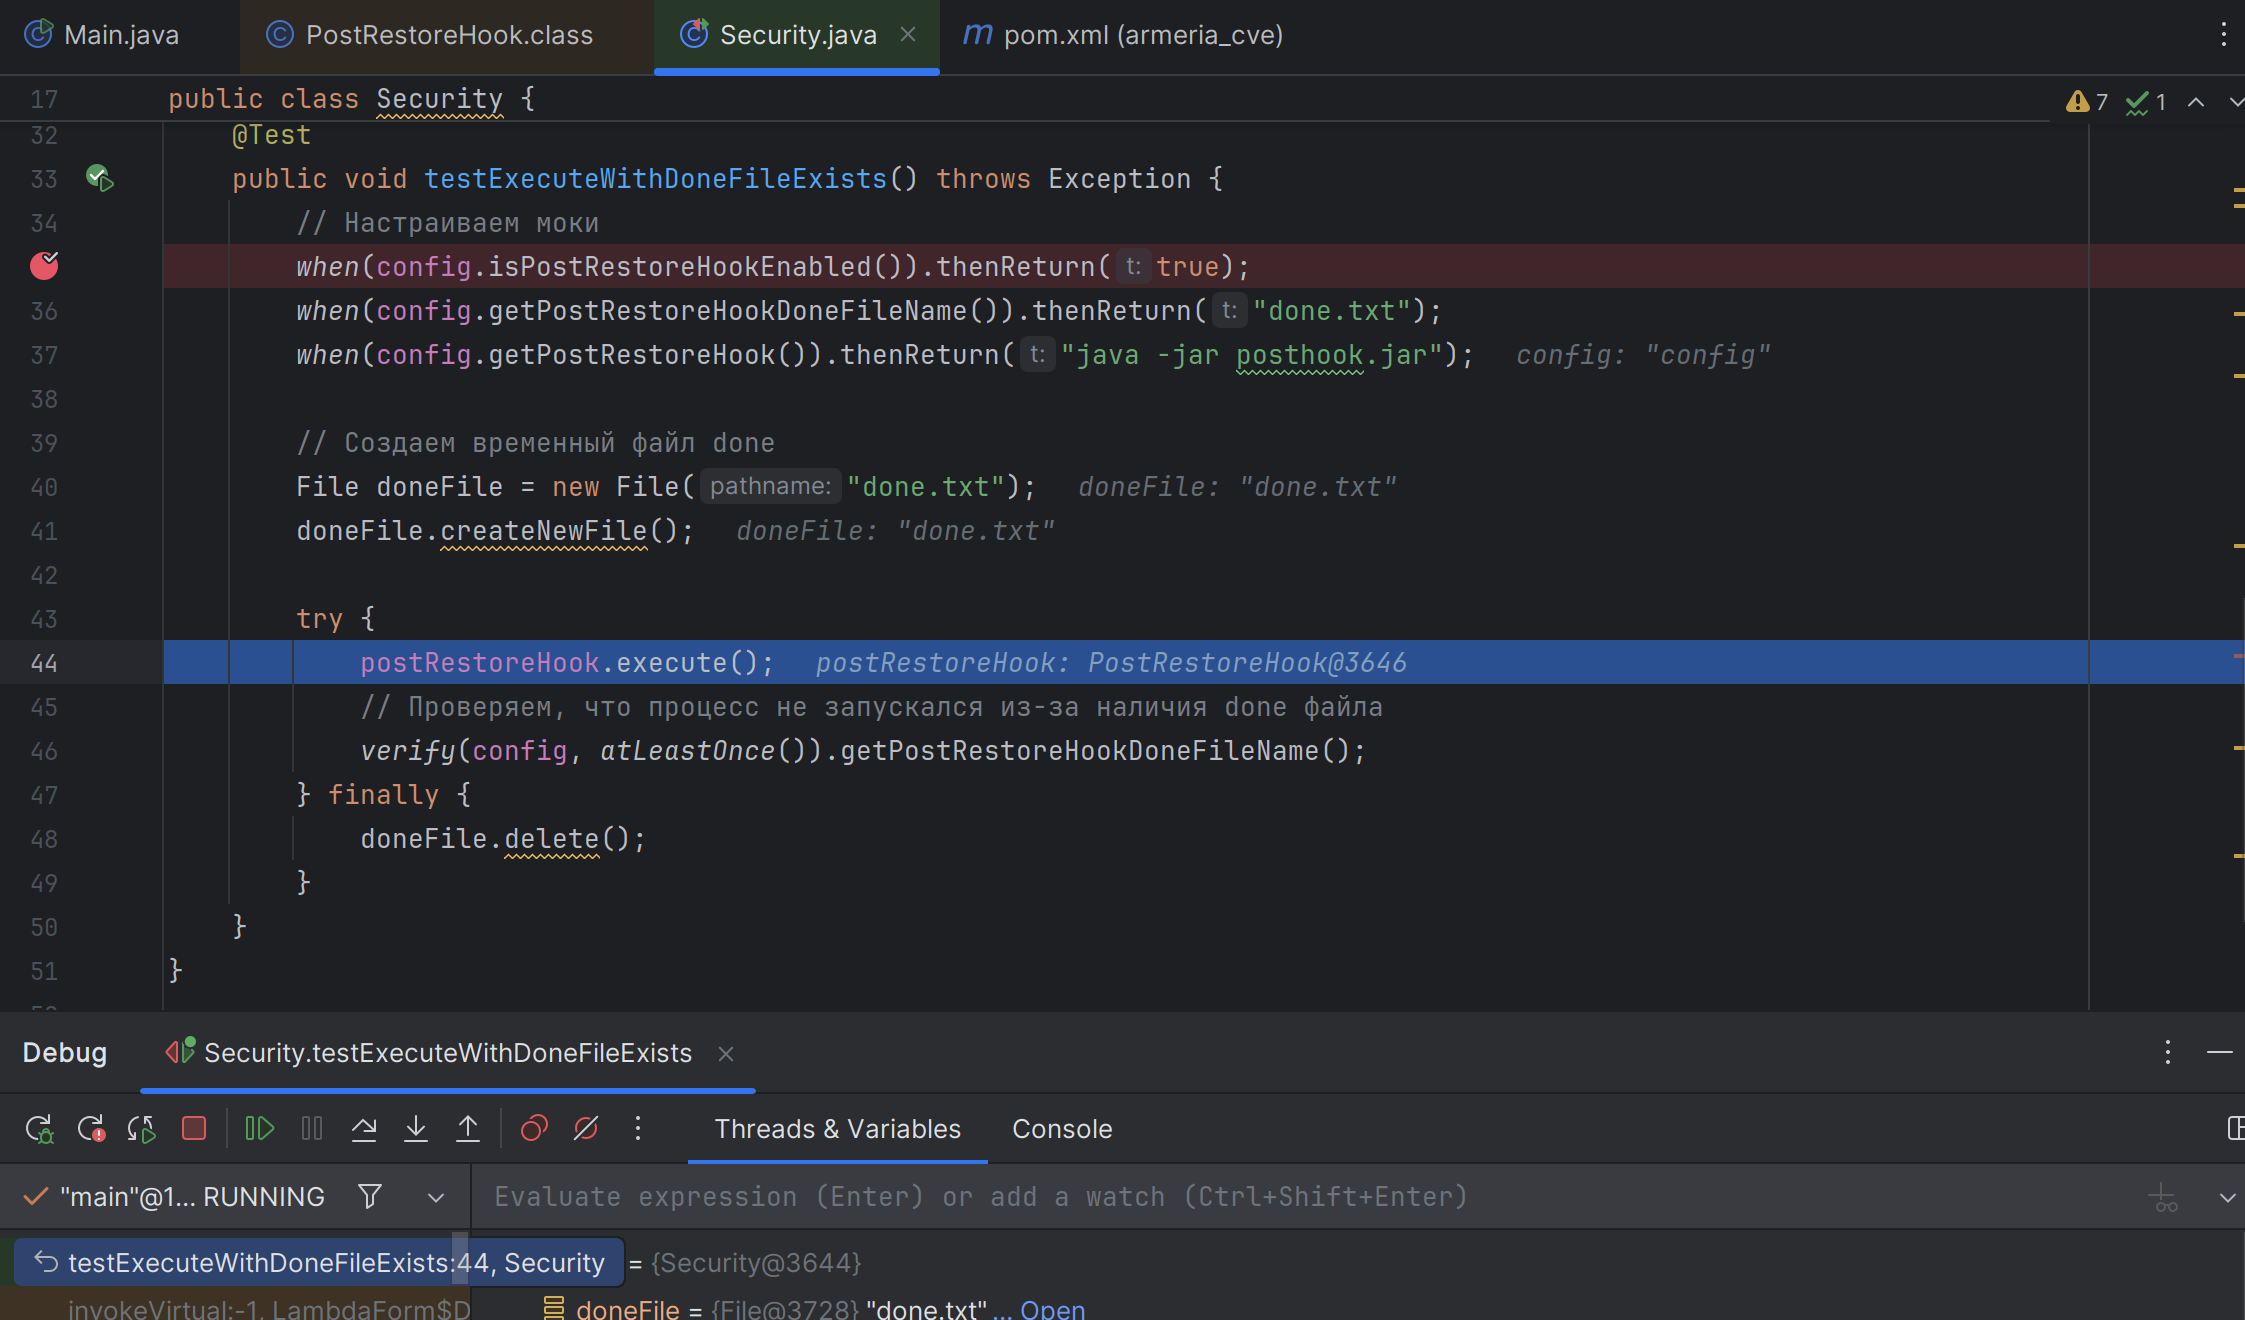 Main.java PostRestoreHook.class Security.java pom.xml (armeria_cve)
17 public class Security { 7 1
32 @Test
33 public void testExecuteWithDoneFileExists() throws Exception {
34 // Настраиваем моки
when(config.isPostRestoreHookEnabled()).thenReturn( t: true);
36 when(config.getPostRestoreHookDoneFileName()).thenReturn( t: "done.txt");
37 when(config.getPostRestoreHook()).thenReturn( t: "java -jar posthook.jar"); config: "config"
38
39 // Создаем временный файл done
40 File doneFile = new File( pathname: "done.txt"); doneFile: "done.txt"
41 doneFile.createNewFile(); doneFile: "done.txt"
42
43 try {
44 postRestoreHook.execute(); postRestoreHook: PostRestoreHook@3646
45 // Проверяем, что процесс не запускался из-за наличия done файла
46 verify(config, atLeastOnce()).getPostRestoreHookDoneFileName();
47 } finally {
48 doneFile.delete();
49 }
50 }
51 }
Debug Security.testExecuteWithDoneFileExists
Threads & Variables Console
"main"@1... RUNNING Evaluate expression (Enter) or add a watch (Ctrl+Shift+Enter)
testExecuteWithDoneFileExists:44, Security = {Security@3644}
invokeVirtual:-1, LambdaForm$D doneFile = {File@3728} "done.txt" ... Open